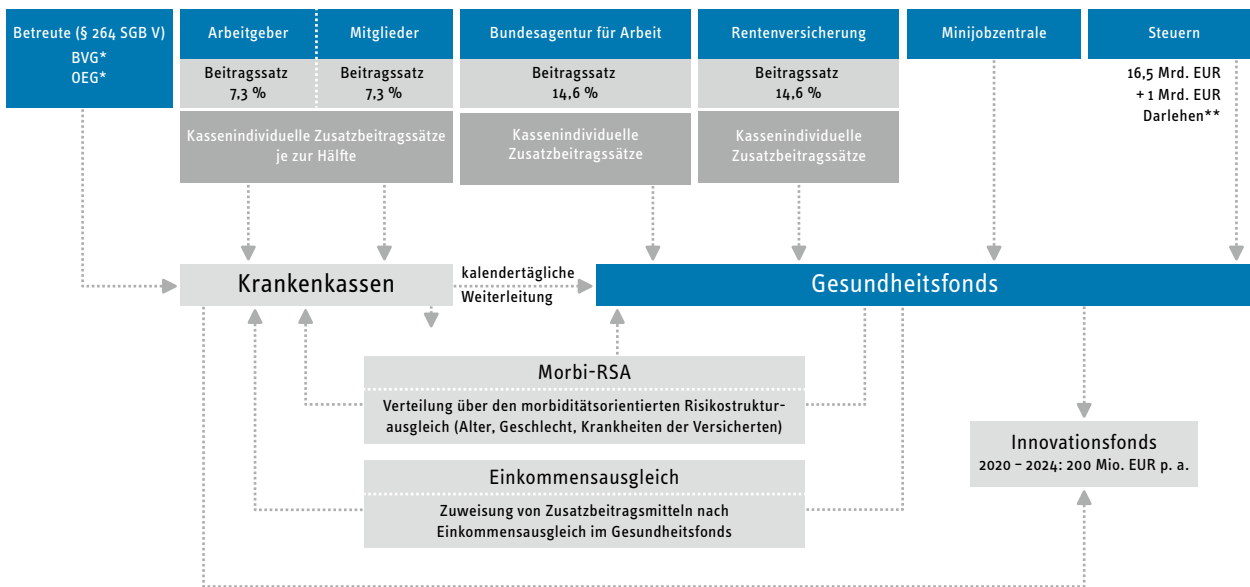 Betreute (§ 264 SGB V)
BVG*
OEG*
Arbeitgeber
Mitglieder
Bundesagentur für Arbeit
Rentenversicherung
Minijobzentrale
Steuern
Beitragssatz
7,3 %
Beitragssatz
7,3 %
Beitragssatz
14,6 %
Beitragssatz
14,6 %
16,5 Mrd. EUR
+ 1 Mrd. EUR
Darlehen**
Kassenindividuelle Zusatzbeitragssätze
je zur Hälfte
Kassenindividuelle
Zusatzbeitragssätze
Kassenindividuelle
Zusatzbeitragssätze
Krankenkassen
kalendertägliche
Weiterleitung
Gesundheitsfonds
Morbi-RSA
Verteilung über den morbiditätsorientierten Risikostruktur-
ausgleich (Alter, Geschlecht, Krankheiten der Versicherten)
Innovationsfonds
2020 – 2024: 200 Mio. EUR p. a.
Einkommensausgleich
Zuweisung von Zusatzbeitragsmitteln nach
Einkommensausgleich im Gesundheitsfonds